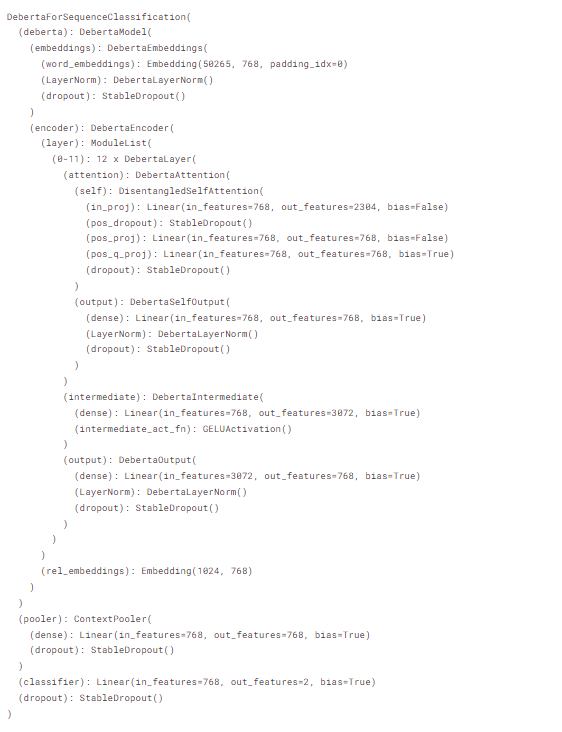 DebertaForSequenceClassification(
  (deberta): DebertaModel(
    (embeddings): DebertaEmbeddings(
      (word_embeddings): Embedding(50265, 768, padding_idx=0)
      (LayerNorm): DebertaLayerNorm()
      (dropout): StableDropout()
    )
    (encoder): DebertaEncoder(
      (layer): ModuleList(
        (0-11): 12 x DebertaLayer(
          (attention): DebertaAttention(
            (self): DisentangledSelfAttention(
              (in_proj): Linear(in_features=768, out_features=2304, bias=False)
              (pos_dropout): StableDropout()
              (pos_proj): Linear(in_features=768, out_features=768, bias=False)
              (pos_q_proj): Linear(in_features=768, out_features=768, bias=True)
              (dropout): StableDropout()
            )
            (output): DebertaSelfOutput(
              (dense): Linear(in_features=768, out_features=768, bias=True)
              (LayerNorm): DebertaLayerNorm()
              (dropout): StableDropout()
            )
          )
          (intermediate): DebertaIntermediate(
            (dense): Linear(in_features=768, out_features=3072, bias=True)
            (intermediate_act_fn): GELUActivation()
          )
          (output): DebertaOutput(
            (dense): Linear(in_features=3072, out_features=768, bias=True)
            (LayerNorm): DebertaLayerNorm()
            (dropout): StableDropout()
          )
        )
      )
      (rel_embeddings): Embedding(1024, 768)
    )
  )
  (pooler): ContextPooler(
    (dense): Linear(in_features=768, out_features=768, bias=True)
    (dropout): StableDropout()
  )
  (classifier): Linear(in_features=768, out_features=2, bias=True)
  (dropout): StableDropout()
)